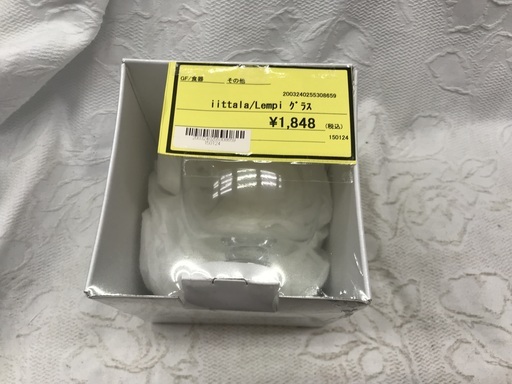 GF/食器 その他
2003240255308659
iittala/Lempi グラス
¥1,848 (税込)
150124